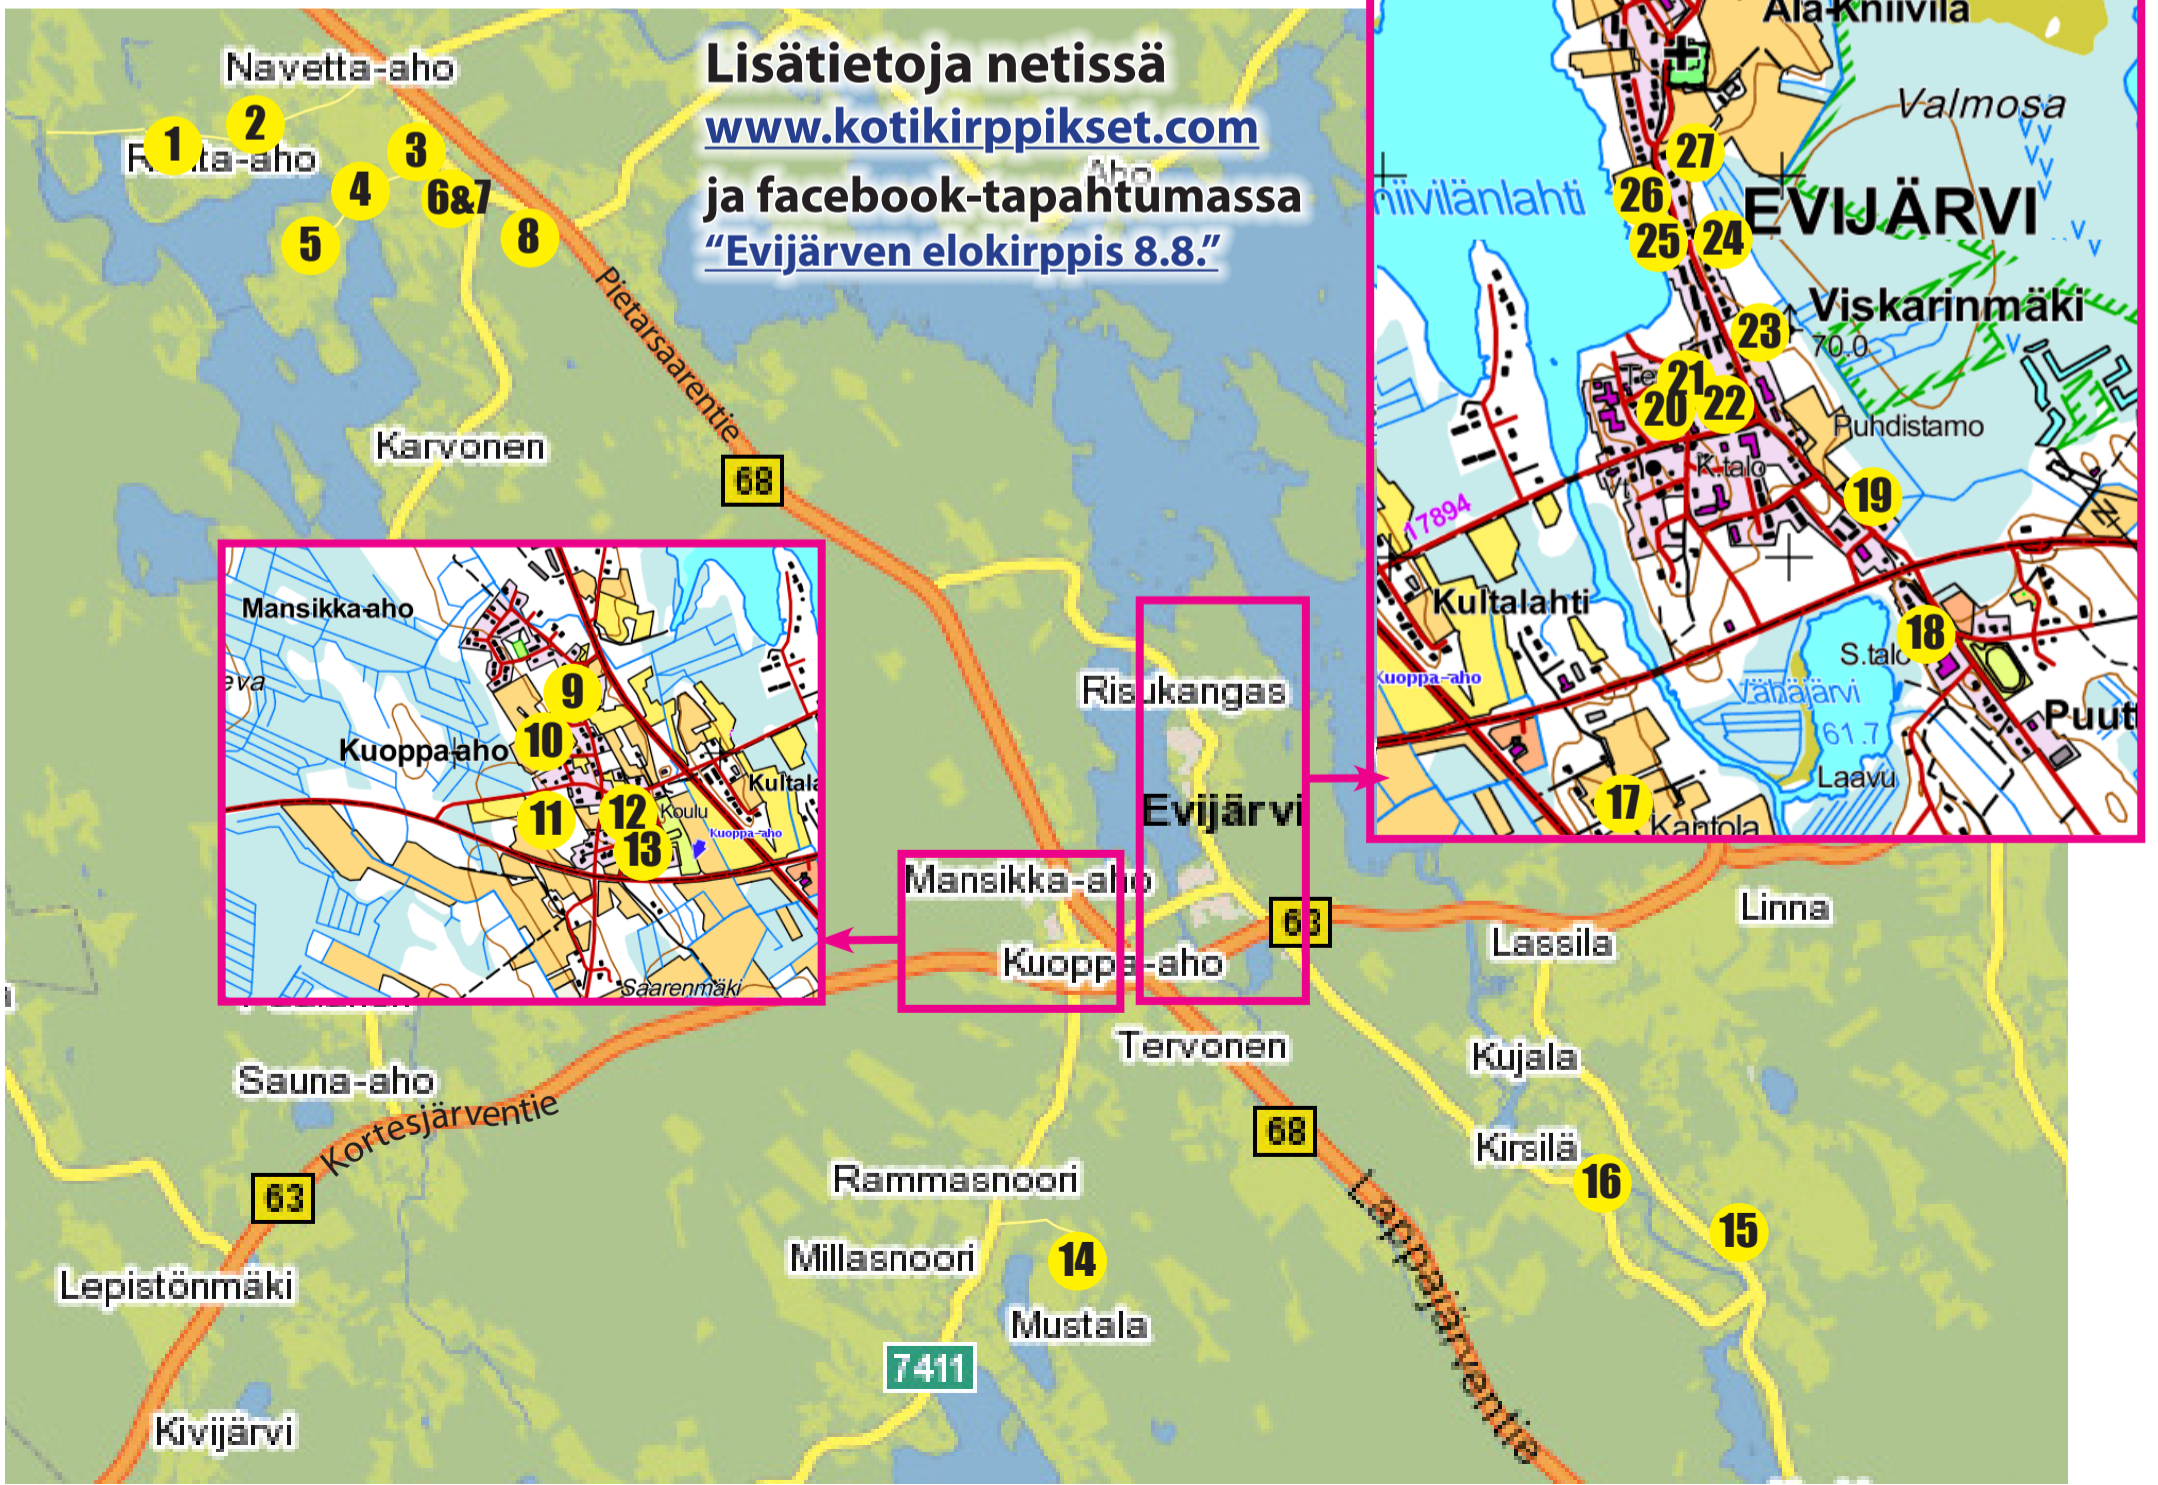 Lisätietoja netissä
www.kotikirppikset.com
ja facebook-tapahtumassa
“Evijärven elokirppis 8.8.”
Navetta-aho
1
2
3
4
5
6&7
8
Aho
Pietarsaarentie
Karvonen
68
Mansikka-aho
9
10
Kuoppa-aho
11
12
13
Koulu
Kuoppa-aho
Saarenmäki
Risukangas
Evijärvi
Mansikka-aho
Kuoppa-aho
63
Linna
Lassila
Tervonen
Kujala
Sauna-aho
Kortesjärventie
63
68
Kirsilä
16
15
Rammasnoori
Millasnoori
14
Mustala
7411
Lappajärventie
Lepistönmäki
Kivijärvi
Ala-Kniivilä
Valmosa
27
26
EVIJÄRVI
25
24
Viskarinmäki
23
70.0
21
20
22
Puhdistamo
K.talo
Vt
19
17894
Kultalahti
18
S.talo
Kuoppa-aho
Vähäjärvi
61.7
Laavu
17
Kantola